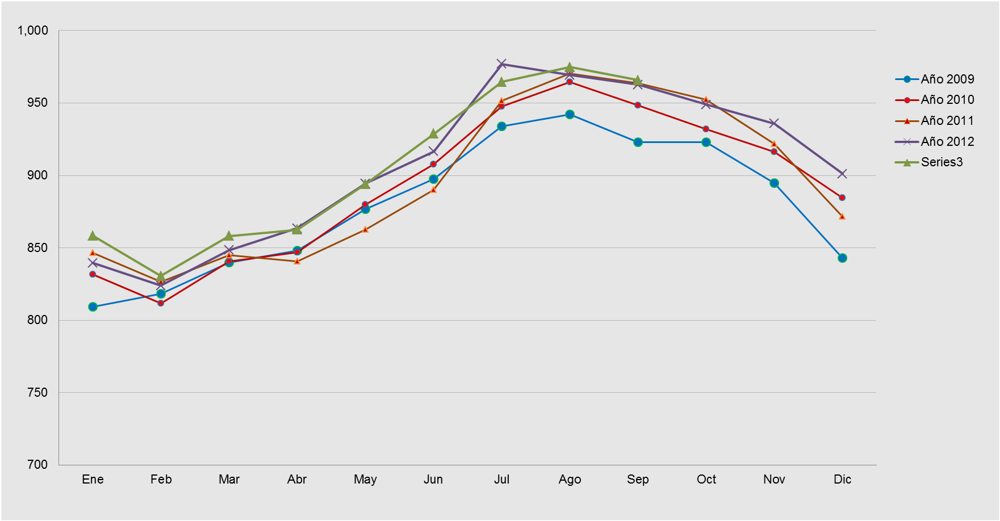 1,000
950
900
850
800
750
700
Ene Feb Mar Abr May Jun Jul Ago Sep Oct Nov Dic
Año 2009
Año 2010
Año 2011
Año 2012
Series3